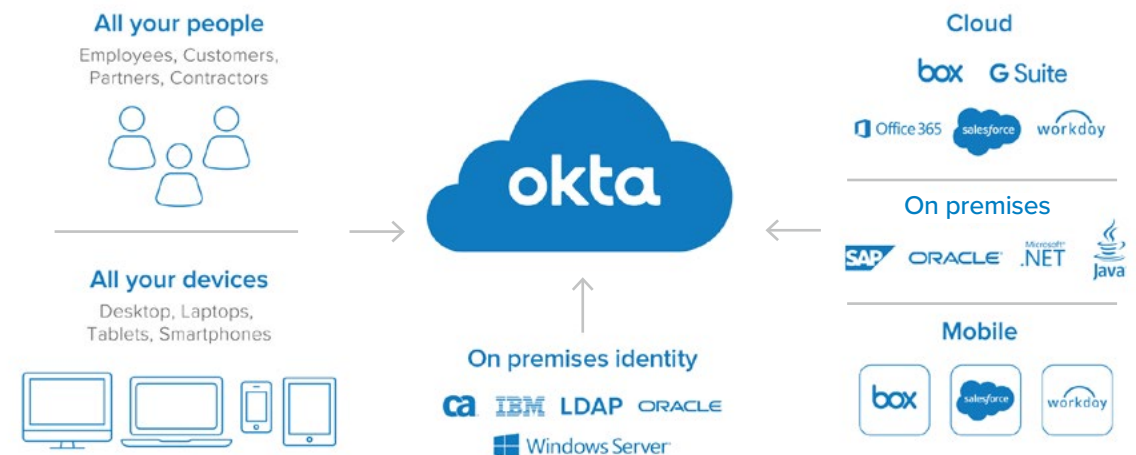 All your people
Employees, Customers,
Partners, Contractors
All your devices
Desktop, Laptops,
Tablets, Smartphones
okta
On premises identity
ca IBM LDAP ORACLE
Windows Server
Cloud
box G Suite
Office 365 salesforce workday
On premises
SAP ORACLE Microsoft .NET Java
Mobile
box salesforce workday